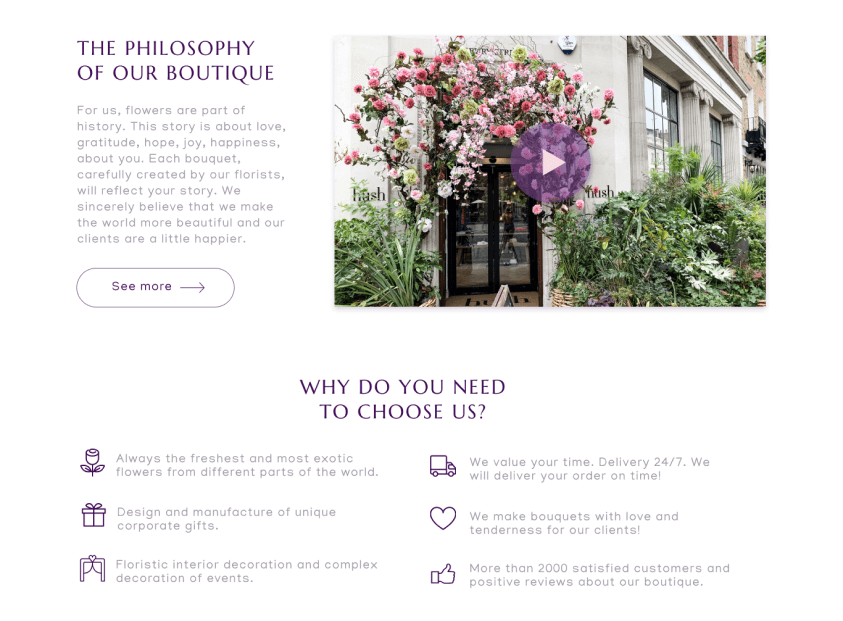 THE PHILOSOPHY
OF OUR BOUTIQUE
For us, flowers are part of
history. This story is about love,
gratitude, hope, joy, happiness,
about you. Each bouquet,
carefully created by our florists,
will reflect your story. We
sincerely believe that we make
the world more beautiful and our
clients are a little happier.
See more
hush
hush
WHY DO YOU NEED
TO CHOOSE US?
Always the freshest and most exotic
flowers from different parts of the world.
Design and manufacture of unique
corporate gifts.
Floristic interior decoration and complex
decoration of events.
We value your time. Delivery 24/7. We
will deliver your order on time!
We make bouquets with love and
tenderness for our clients!
More than 2000 satisfied customers and
positive reviews about our boutique.